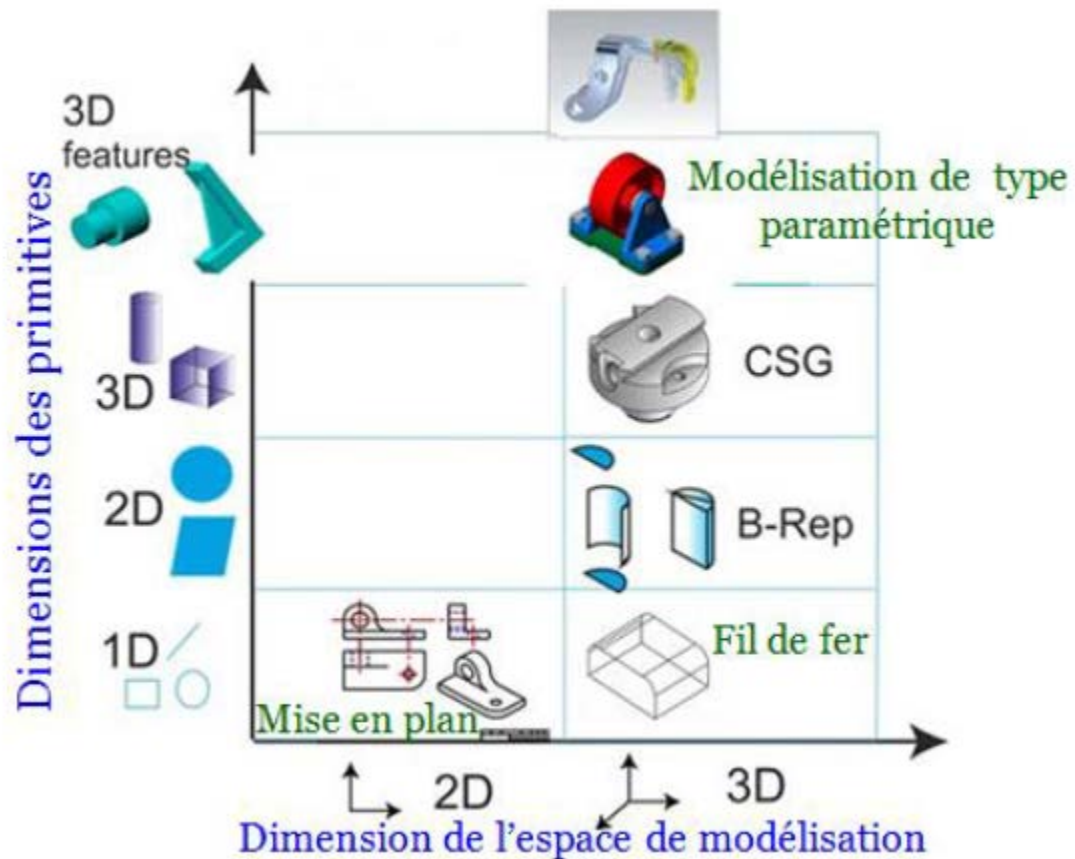 3D
features
Dimensions des primitives
Modélisation de type
paramétrique
3D
CSG
2D
B-Rep
1D
Fil de fer
Mise en plan
2D
3D
Dimension de l'espace de modélisation